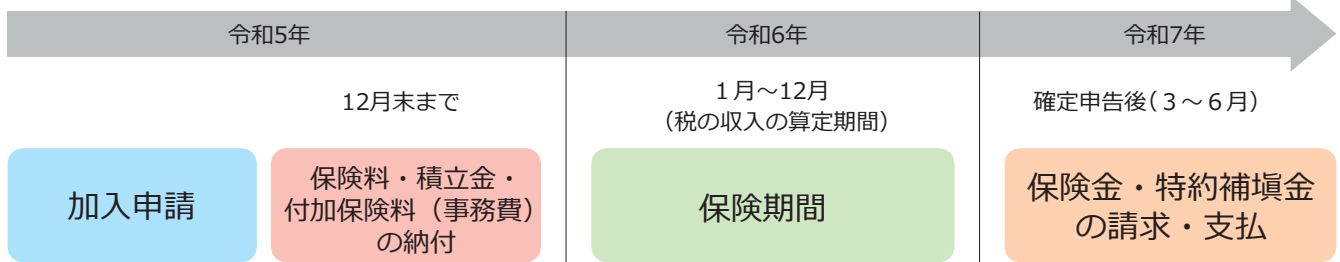 令和5年
令和6年
令和7年
12月末まで
１月～12月
（税の収入の算定期間）
確定申告後（３～６月）
加入申請
保険料・積立金・
付加保険料（事務費）
の納付
保険期間
保険金・特約補塡金
の請求・支払